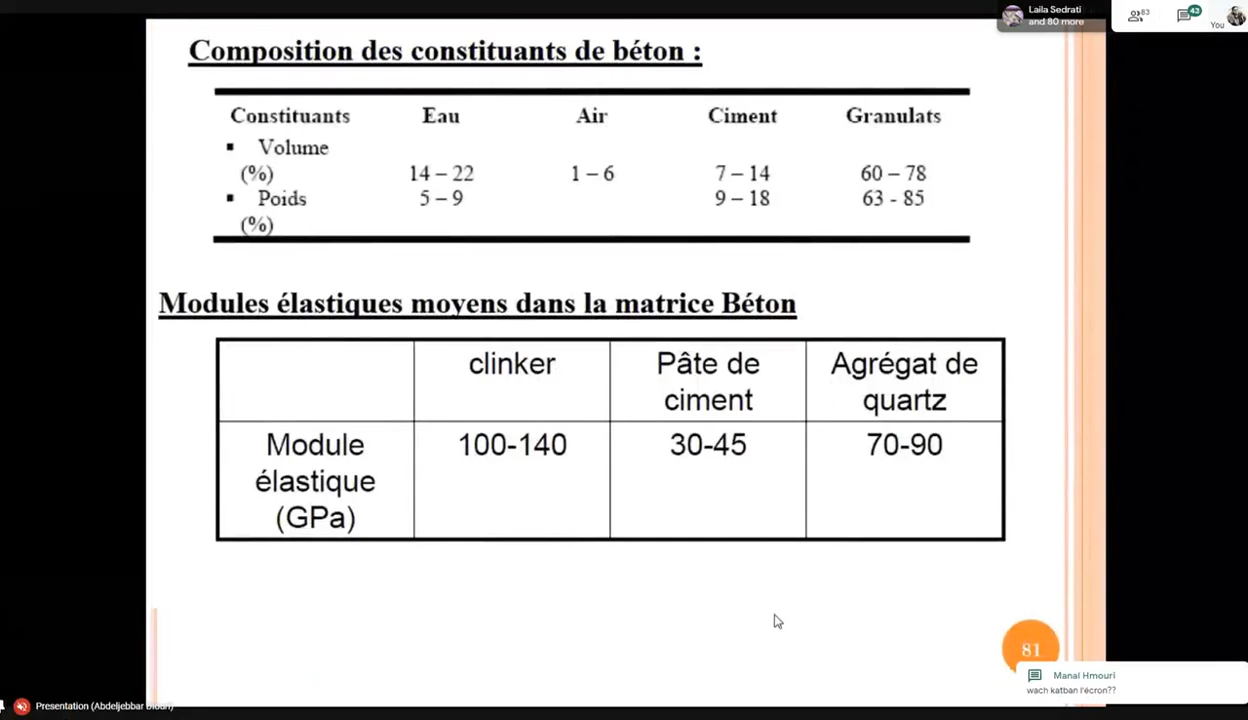 Laila Sedrati
and 80 more
83
43
You
Composition des constituants de béton :
Constituants Eau Air Ciment Granulats
▪ Volume
(%) 14 – 22 1 – 6 7 – 14 60 – 78
▪ Poids 5 – 9 9 – 18 63 - 85
(%)
Modules élastiques moyens dans la matrice Béton
clinker Pâte de Agrégat de
ciment quartz
Module 100-140 30-45 70-90
élastique
(GPa)
81
Manal Hmouri
wach katban l'écron??
Presentation (Abdeljebbar